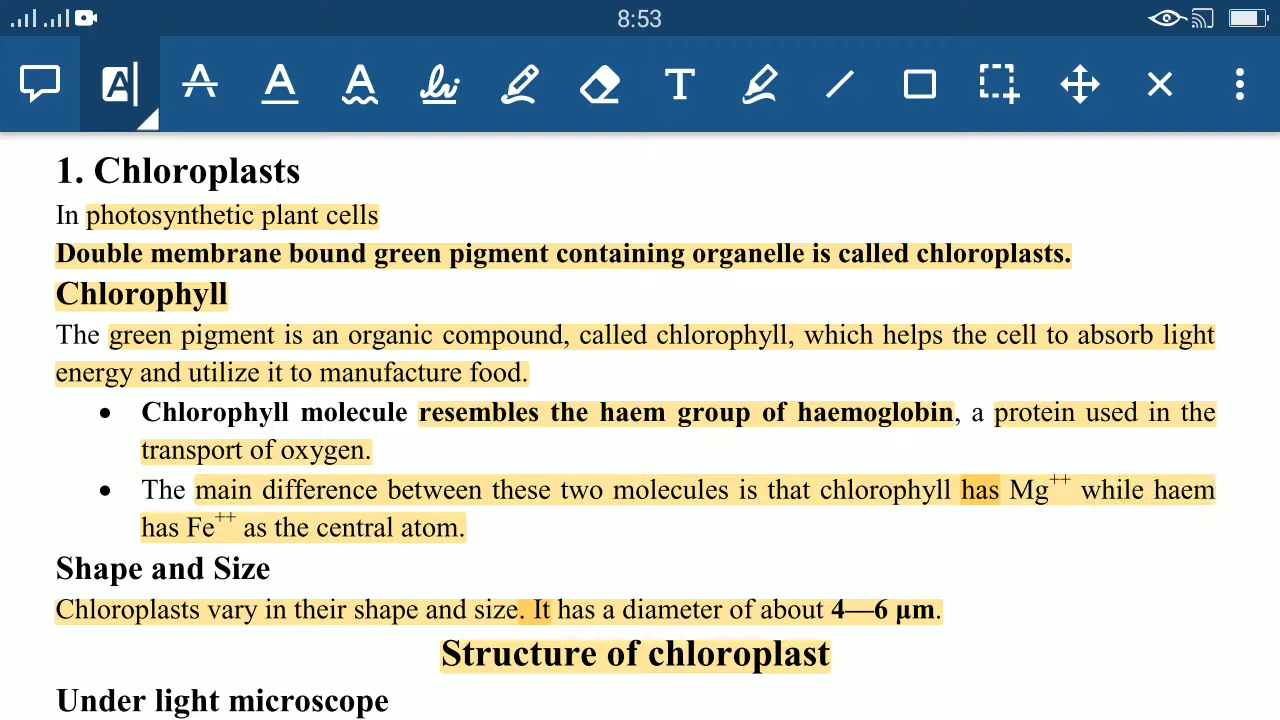 8:53
1. Chloroplasts
In photosynthetic plant cells
Double membrane bound green pigment containing organelle is called chloroplasts.
Chlorophyll
The green pigment is an organic compound, called chlorophyll, which helps the cell to absorb light
energy and utilize it to manufacture food.
• Chlorophyll molecule resembles the haem group of haemoglobin, a protein used in the
transport of oxygen.
• The main difference between these two molecules is that chlorophyll has Mg⁺⁺ while haem
has Fe⁺⁺ as the central atom.
Shape and Size
Chloroplasts vary in their shape and size. It has a diameter of about 4—6 μm.
Structure of chloroplast
Under light microscope